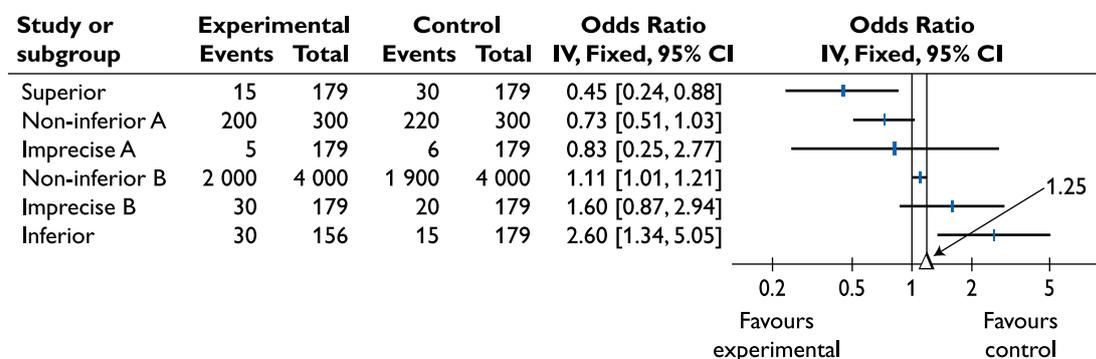 Study or Experimental Control Odds Ratio Odds Ratio
subgroup Events Total Events Total IV, Fixed, 95% CI IV, Fixed, 95% CI
Superior 15 179 30 179 0.45 [0.24, 0.88]
Non-inferior A 200 300 220 300 0.73 [0.51, 1.03]
Imprecise A 5 179 6 179 0.83 [0.25, 2.77]
Non-inferior B 2 000 4 000 1 900 4 000 1.11 [1.01, 1.21]
1.25
Imprecise B 30 179 20 179 1.60 [0.87, 2.94]
Inferior 30 156 15 179 2.60 [1.34, 5.05]
0.2 0.5 1 2 5
Favours Favours
experimental control